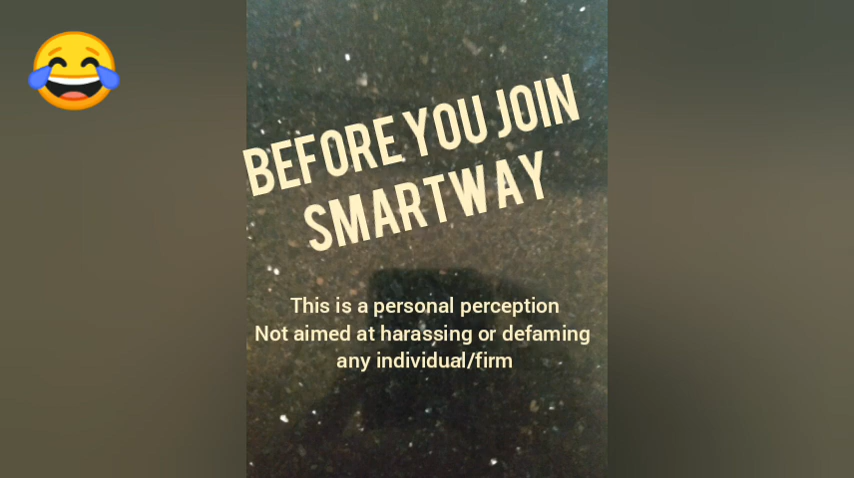 BEFORE YOU JOIN
SMARTWAY
This is a personal perception
Not aimed at harassing or defaming
any individual/firm